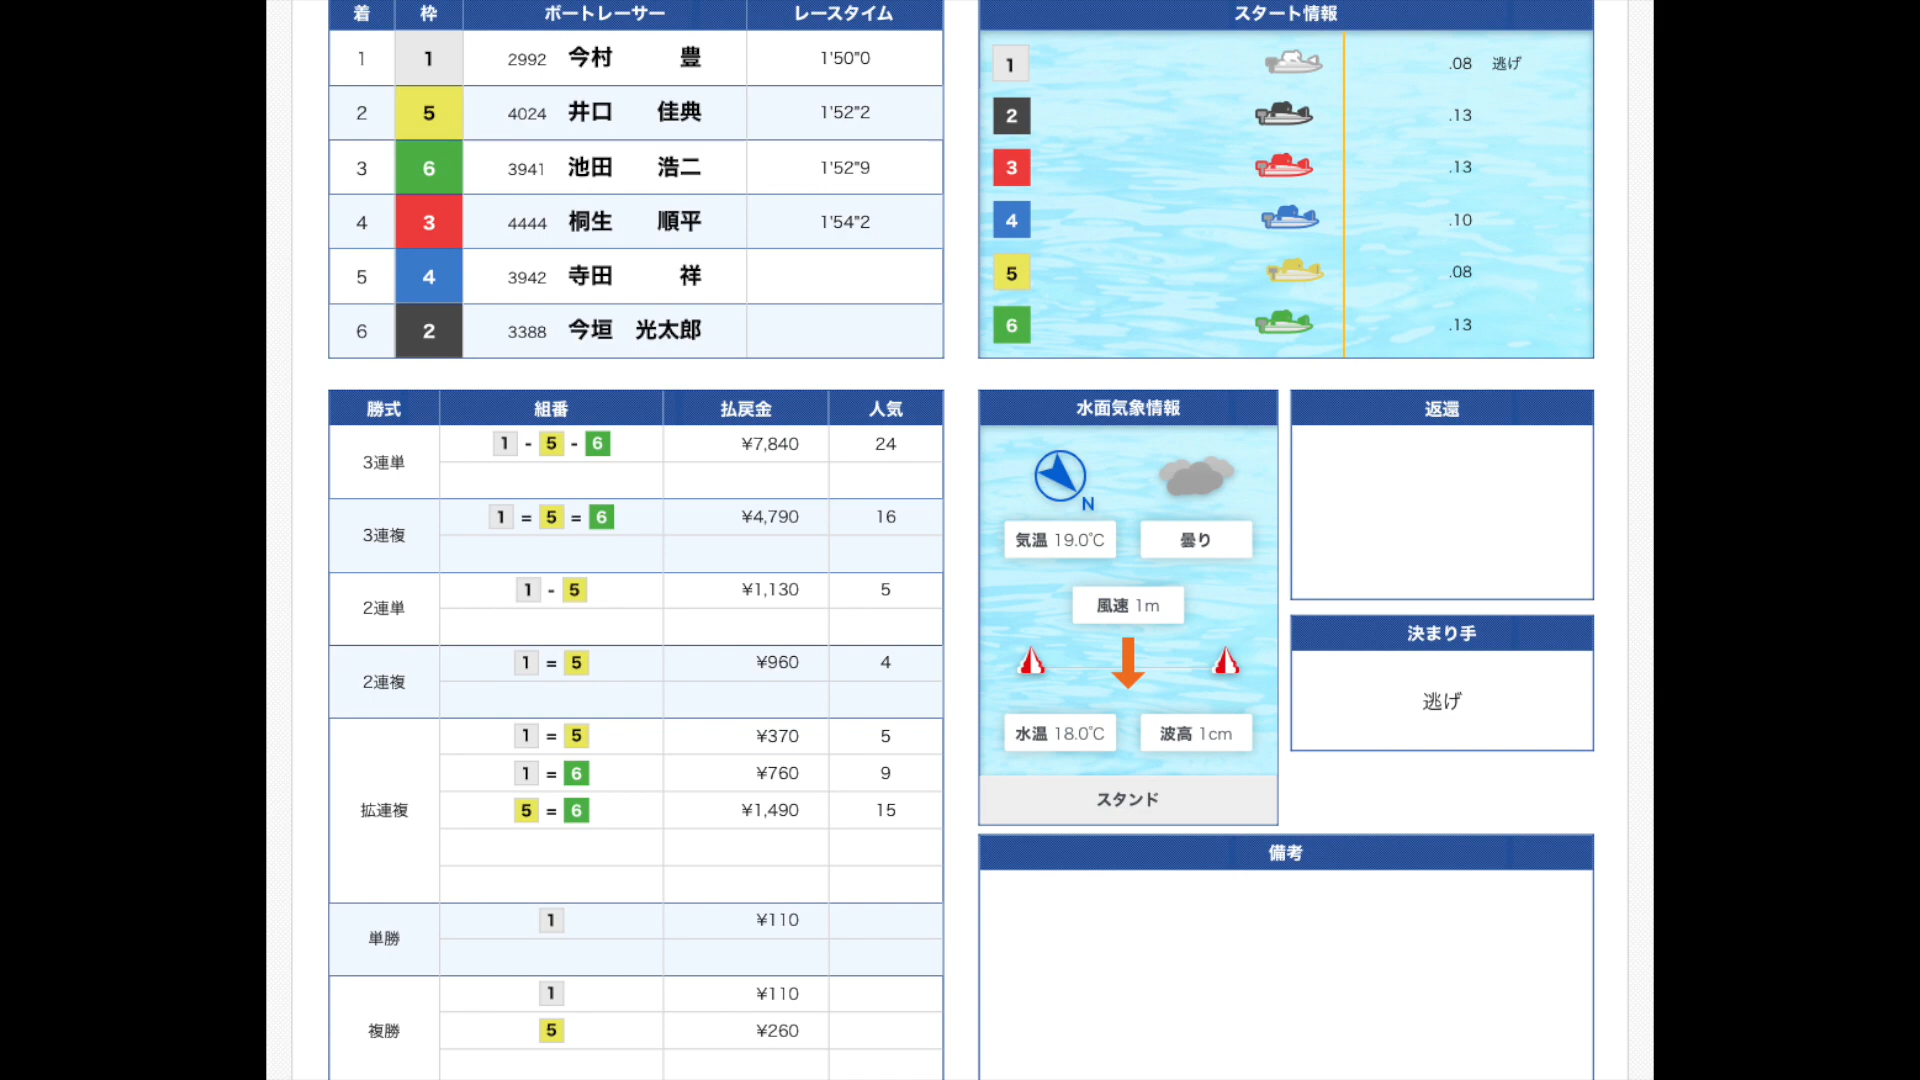 着 枠 ボートレーサー レースタイム
1 1 2992 今村 豊 1'50"0
2 5 4024 井口 佳典 1'52"2
3 6 3941 池田 浩二 1'52"9
4 3 4444 桐生 順平 1'54"2
5 4 3942 寺田 祥
6 2 3388 今垣 光太郎
スタート情報
1 .08 逃げ
2 .13
3 .13
4 .10
5 .08
6 .13
勝式 組番 払戻金 人気
3連単 1 - 5 - 6 ¥7,840 24
3連複 1 = 5 = 6 ¥4,790 16
2連単 1 - 5 ¥1,130 5
2連複 1 = 5 ¥960 4
拡連複 1 = 5 ¥370 5
1 = 6 ¥760 9
5 = 6 ¥1,490 15
単勝 1 ¥110
複勝 1 ¥110
5 ¥260
水面気象情報
N
気温 19.0℃ 曇り
風速 1m
水温 18.0℃ 波高 1cm
スタンド
返還
決まり手
逃げ
備考